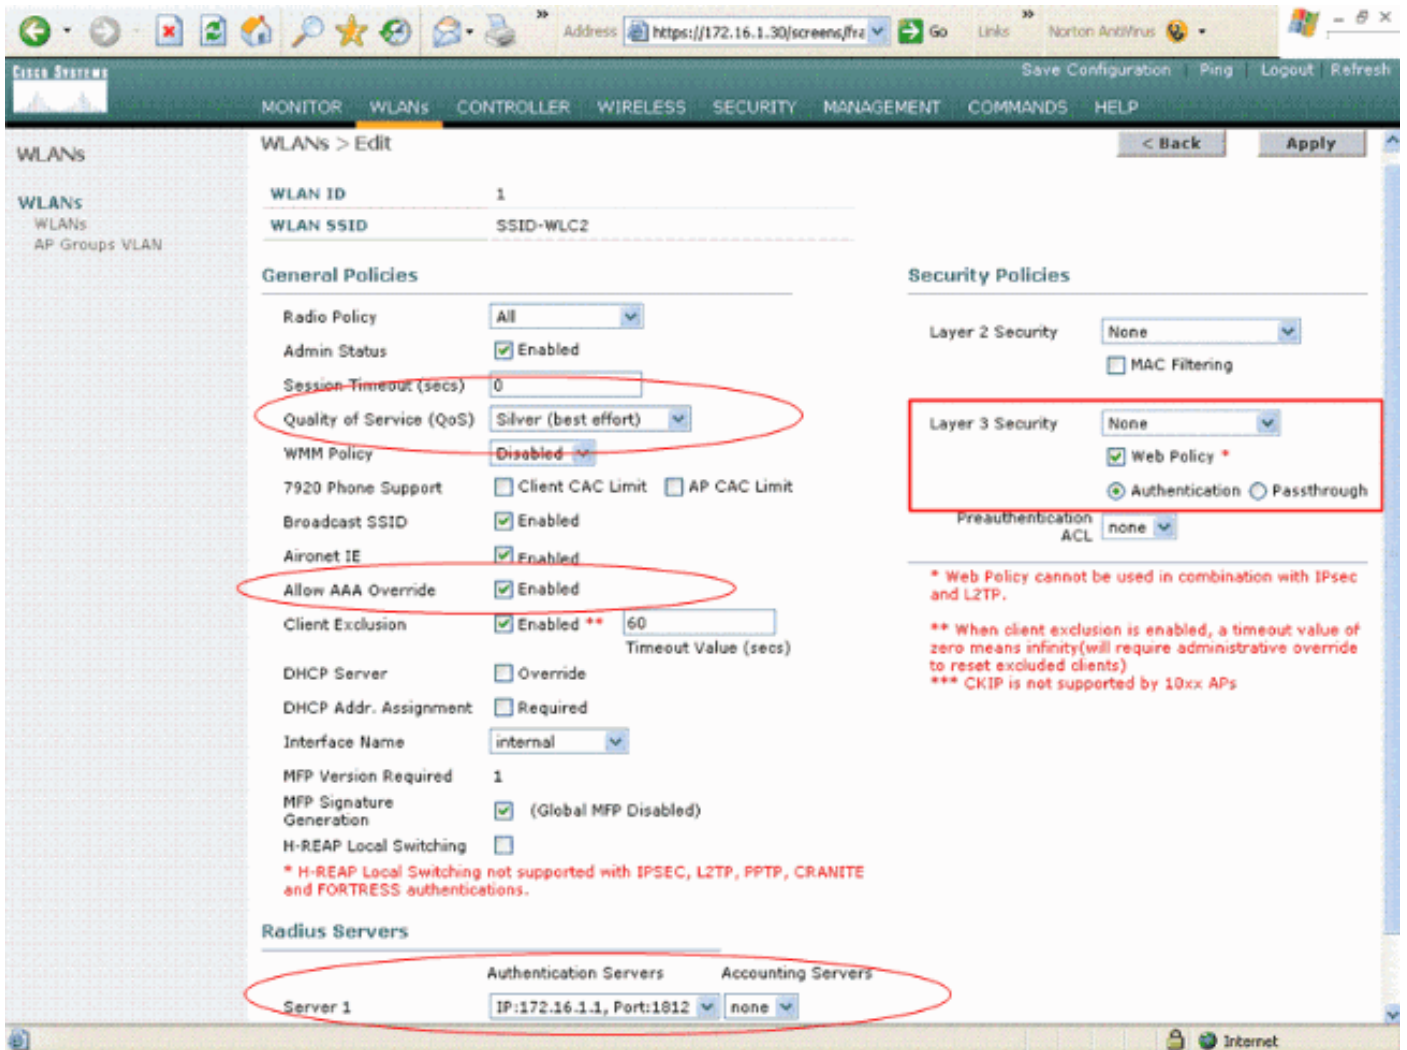 Address https://172.16.1.30/screens/fra Go Links Norton AntiVirus
CISCO SYSTEMS
Save Configuration Ping Logout Refresh
MONITOR WLANs CONTROLLER WIRELESS SECURITY MANAGEMENT COMMANDS HELP
WLANs
WLANs
WLANs
AP Groups VLAN
WLANs > Edit
< Back Apply
WLAN ID 1
WLAN SSID SSID-WLC2
General Policies
Radio Policy All
Admin Status Enabled
Session Timeout (secs) 0
Quality of Service (QoS) Silver (best effort)
WMM Policy Disabled
7920 Phone Support Client CAC Limit AP CAC Limit
Broadcast SSID Enabled
Aironet IE Enabled
Allow AAA Override Enabled
Client Exclusion Enabled ** 60
Timeout Value (secs)
DHCP Server Override
DHCP Addr. Assignment Required
Interface Name internal
MFP Version Required 1
MFP Signature
Generation (Global MFP Disabled)
H-REAP Local Switching
* H-REAP Local Switching not supported with IPSEC, L2TP, PPTP, CRANITE
and FORTRESS authentications.
Security Policies
Layer 2 Security None
MAC Filtering
Layer 3 Security None
Web Policy *
Authentication Passthrough
Preauthentication
ACL none
* Web Policy cannot be used in combination with IPsec
and L2TP.
** When client exclusion is enabled, a timeout value of
zero means infinity(will require administrative override
to reset excluded clients)
*** CKIP is not supported by 10xx APs
Radius Servers
Authentication Servers Accounting Servers
Server 1 IP:172.16.1.1, Port:1812 none
Internet